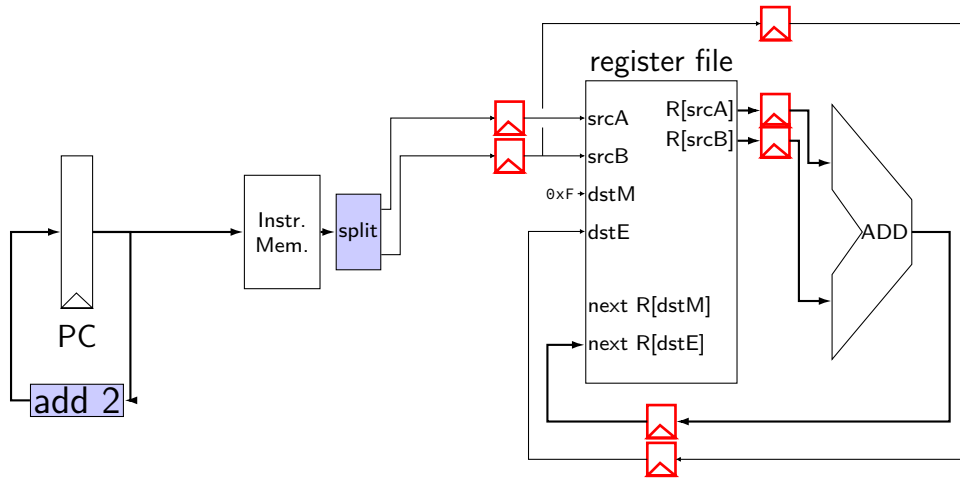 register file
srcA
R[srcA]
srcB
R[srcB]
0xF
dstM
dstE
next R[dstM]
next R[dstE]
ADD
Instr.
Mem.
split
PC
add 2